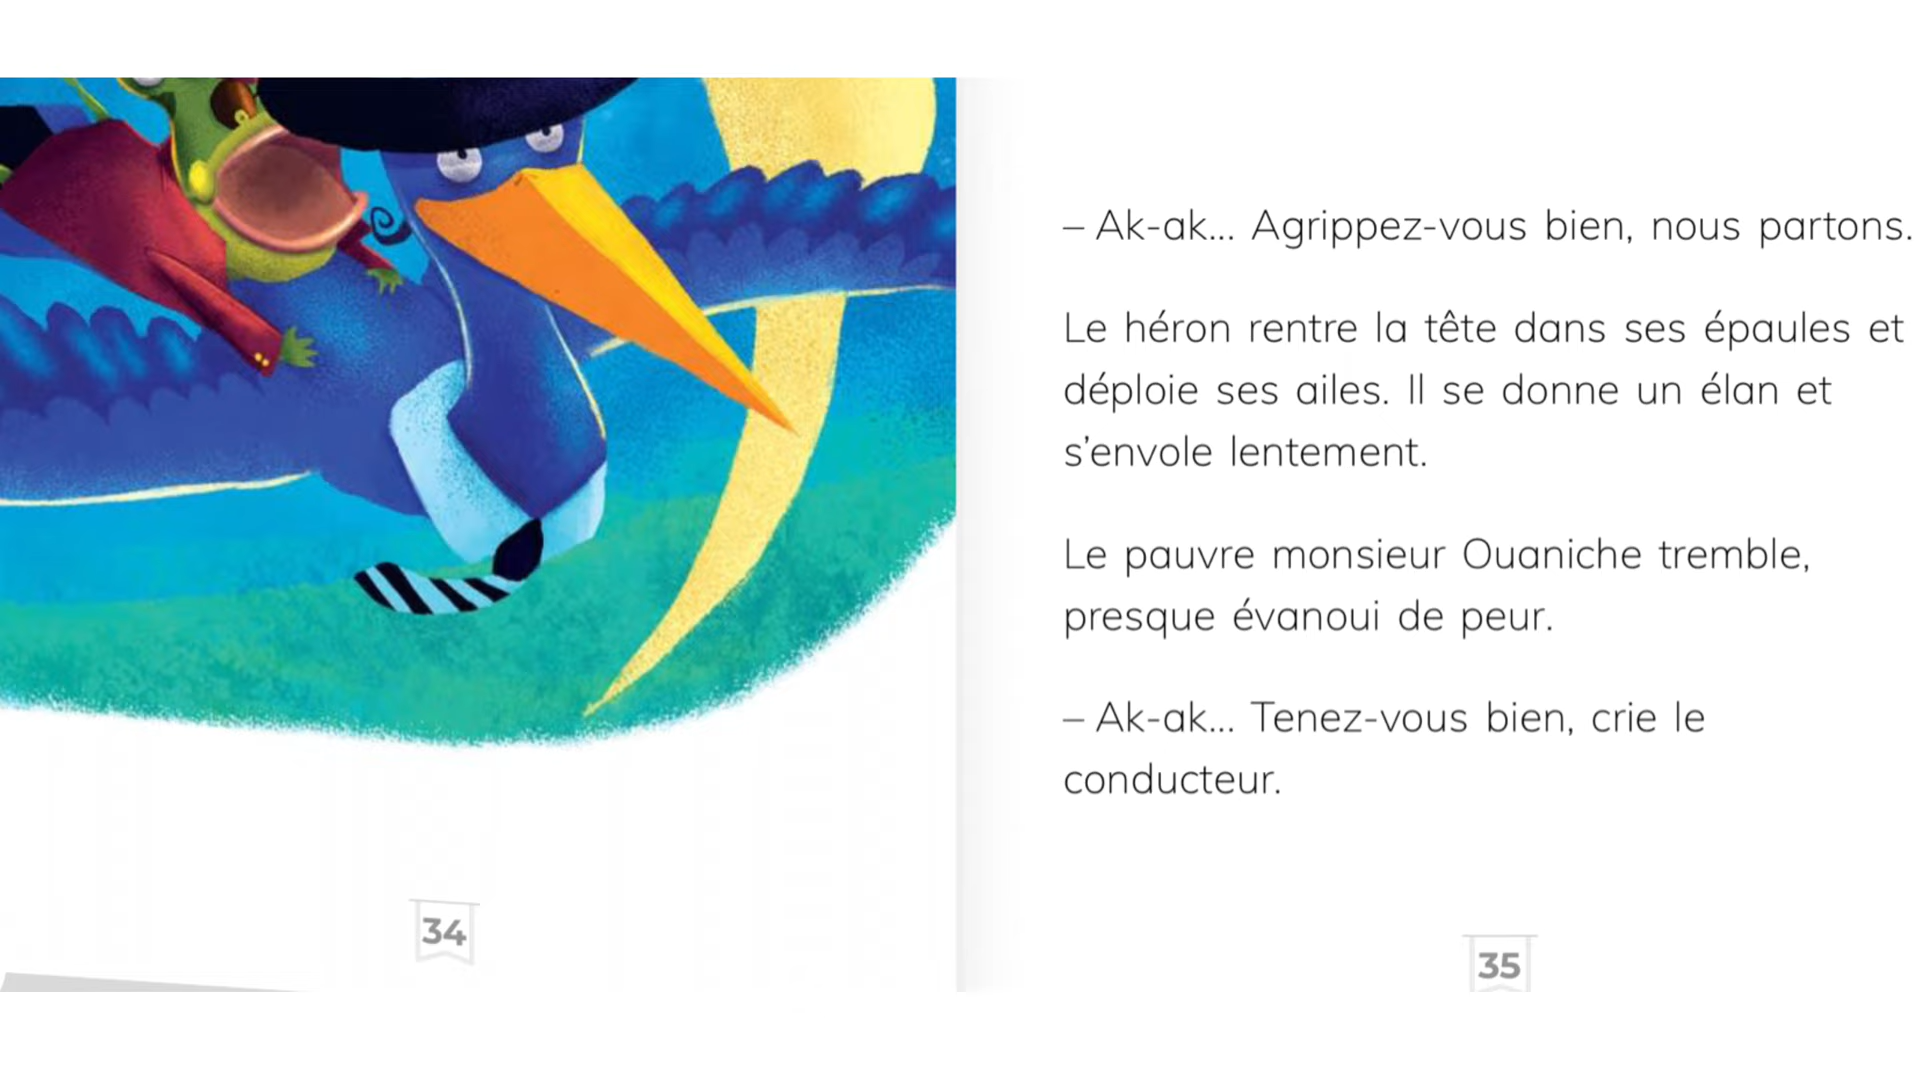 – Ak-ak... Agrippez-vous bien, nous partons.
Le héron rentre la tête dans ses épaules et
déploie ses ailes. Il se donne un élan et
s’envole lentement.
Le pauvre monsieur Ouaniche tremble,
presque évanoui de peur.
– Ak-ak... Tenez-vous bien, crie le
conducteur.
34
35